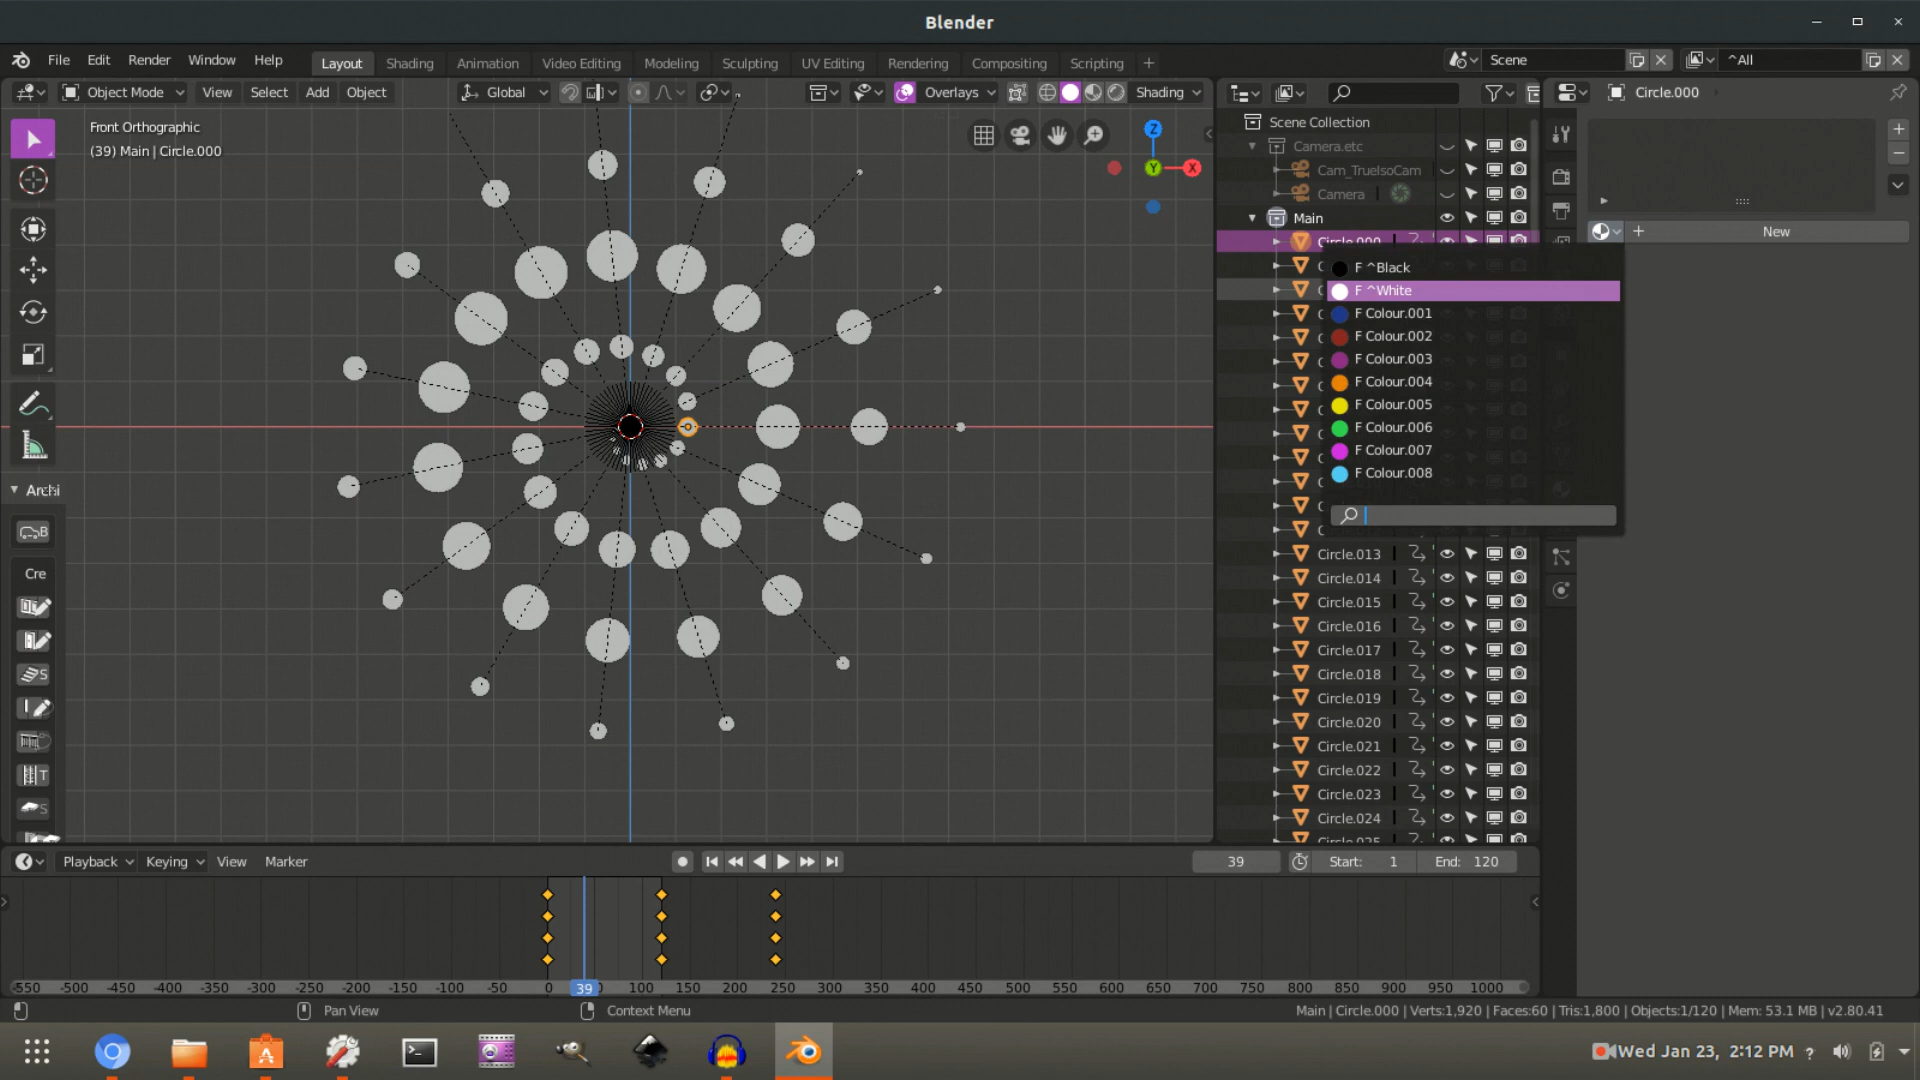 Blender
File Edit Render Window Help Layout Shading Animation Video Editing Modeling Sculpting UV Editing Rendering Compositing Scripting + Scene ^All
Object Mode View Select Add Object Global Overlays Shading Circle.000
Front Orthographic
(39) Main | Circle.000
Z
Y X
Scene Collection
Camera.etc
Cam_TrueIsoCam
Camera
Main
Circle.000
+ New
F ^Black
F ^White
F Colour.001
F Colour.002
F Colour.003
F Colour.004
F Colour.005
F Colour.006
F Colour.007
F Colour.008
Circle.013
Circle.014
Circle.015
Circle.016
Circle.017
Circle.018
Circle.019
Circle.020
Circle.021
Circle.022
Circle.023
Circle.024
Circle.025
Archi
B
Cre
S
T
S
Playback Keying View Marker 39 Start: 1 End: 120
-550 -500 -450 -400 -350 -300 -250 -200 -150 -100 -50 0 39 100 150 200 250 300 350 400 450 500 550 600 650 700 750 800 850 900 950 1000
Pan View Context Menu Main | Circle.000 | Verts:1,920 | Faces:60 | Tris:1,800 | Objects:1/120 | Mem: 53.1 MB | v2.80.41
Wed Jan 23, 2:12 PM ?